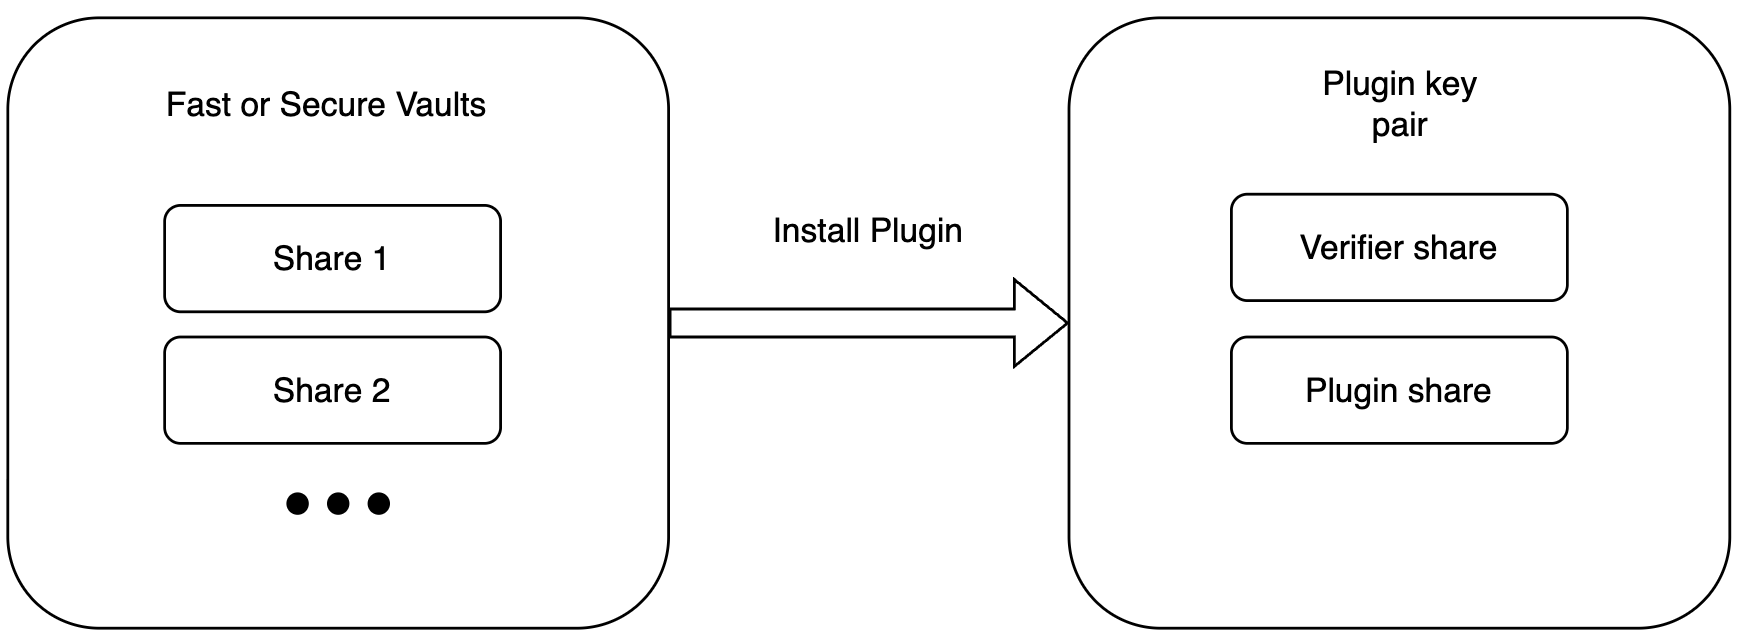 Fast or Secure Vaults
Share 1
Share 2
Install Plugin
Plugin key
pair
Verifier share
Plugin share